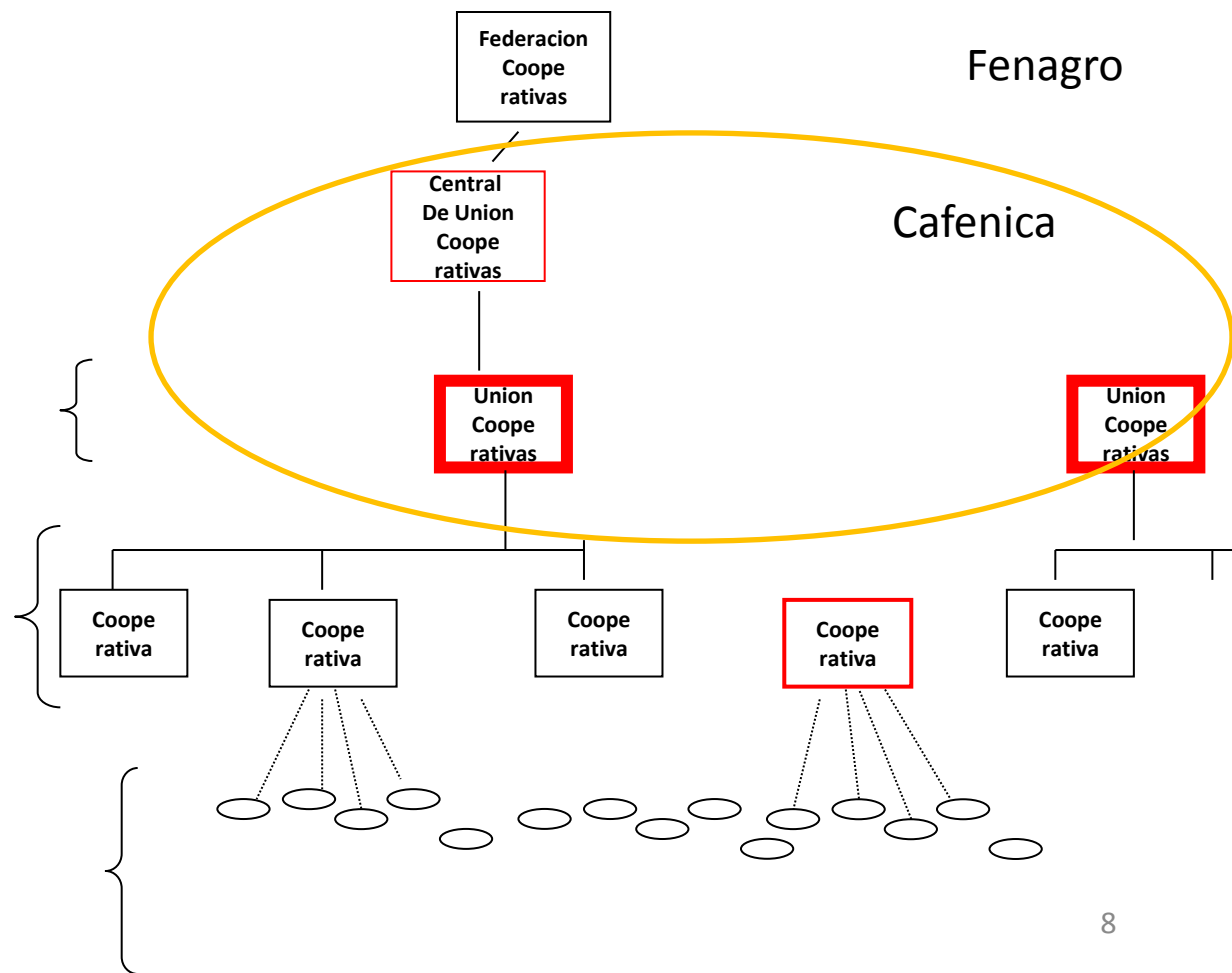 Federacion
Coope
rativas
Fenagro
Central
De Union
Coope
rativas
Cafenica
Union
Coope
rativas
Union
Coope
rativas
Coope
rativa
Coope
rativa
Coope
rativa
Coope
rativa
Coope
rativa
8